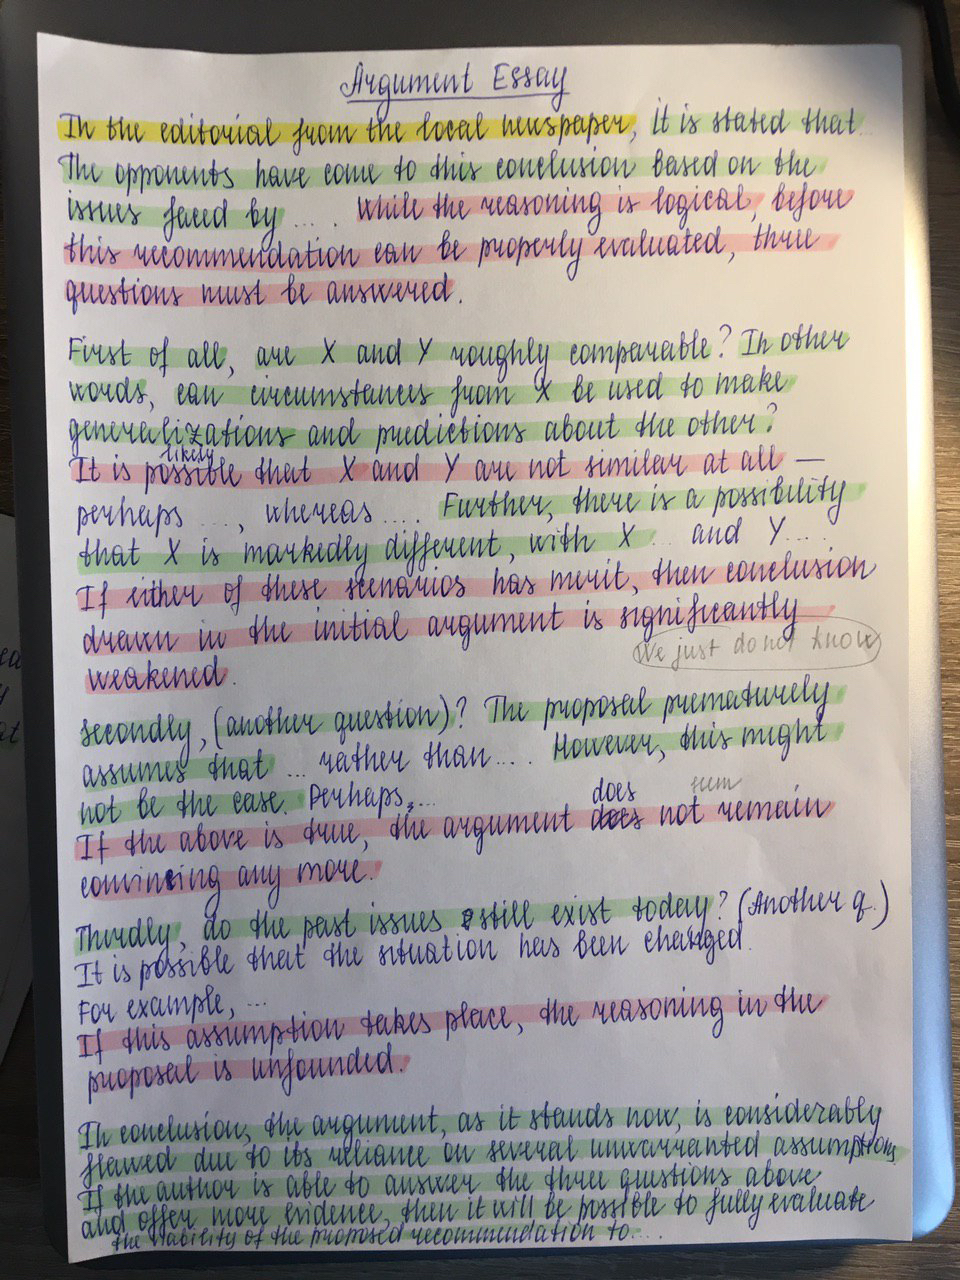 Argument Essay
In the editorial from the local newspaper, it is stated that...
The opponents have come to this conclusion based on the
issues faced by .... While the reasoning is logical, before
this recommendation can be properly evaluated, three
questions must be answered.
First of all, are X and Y roughly comparable? In other
words, can circumstances from X be used to make
generalizations and predictions about the other?
likely
It is possible that X and Y are not similar at all —
perhaps ..., whereas .... Further, there is a possibility
that X is markedly different, with X ... and Y....
If either of these scenarios has merit, then conclusion
drawn in the initial argument is significantly
We just do not know
weakened.
Secondly, (another question)? The proposal prematurely
assumes that ... rather than.... However, this might
not be the case. Perhaps,...
does
If the above is true, the argument does not remain
convincing any more.
Thirdly, do the past issues still exist today? (Another q.)
It is possible that the situation has been changed.
For example, ...
If this assumption takes place, the reasoning in the
proposal is unfounded.
In conclusion, the argument, as it stands now, is considerably
flawed due to its reliance on several unwarranted assumptions
If the author is able to answer the three questions above
and offer more evidence, then it will be possible to fully evaluate
the viability of the proposed recommendation to....